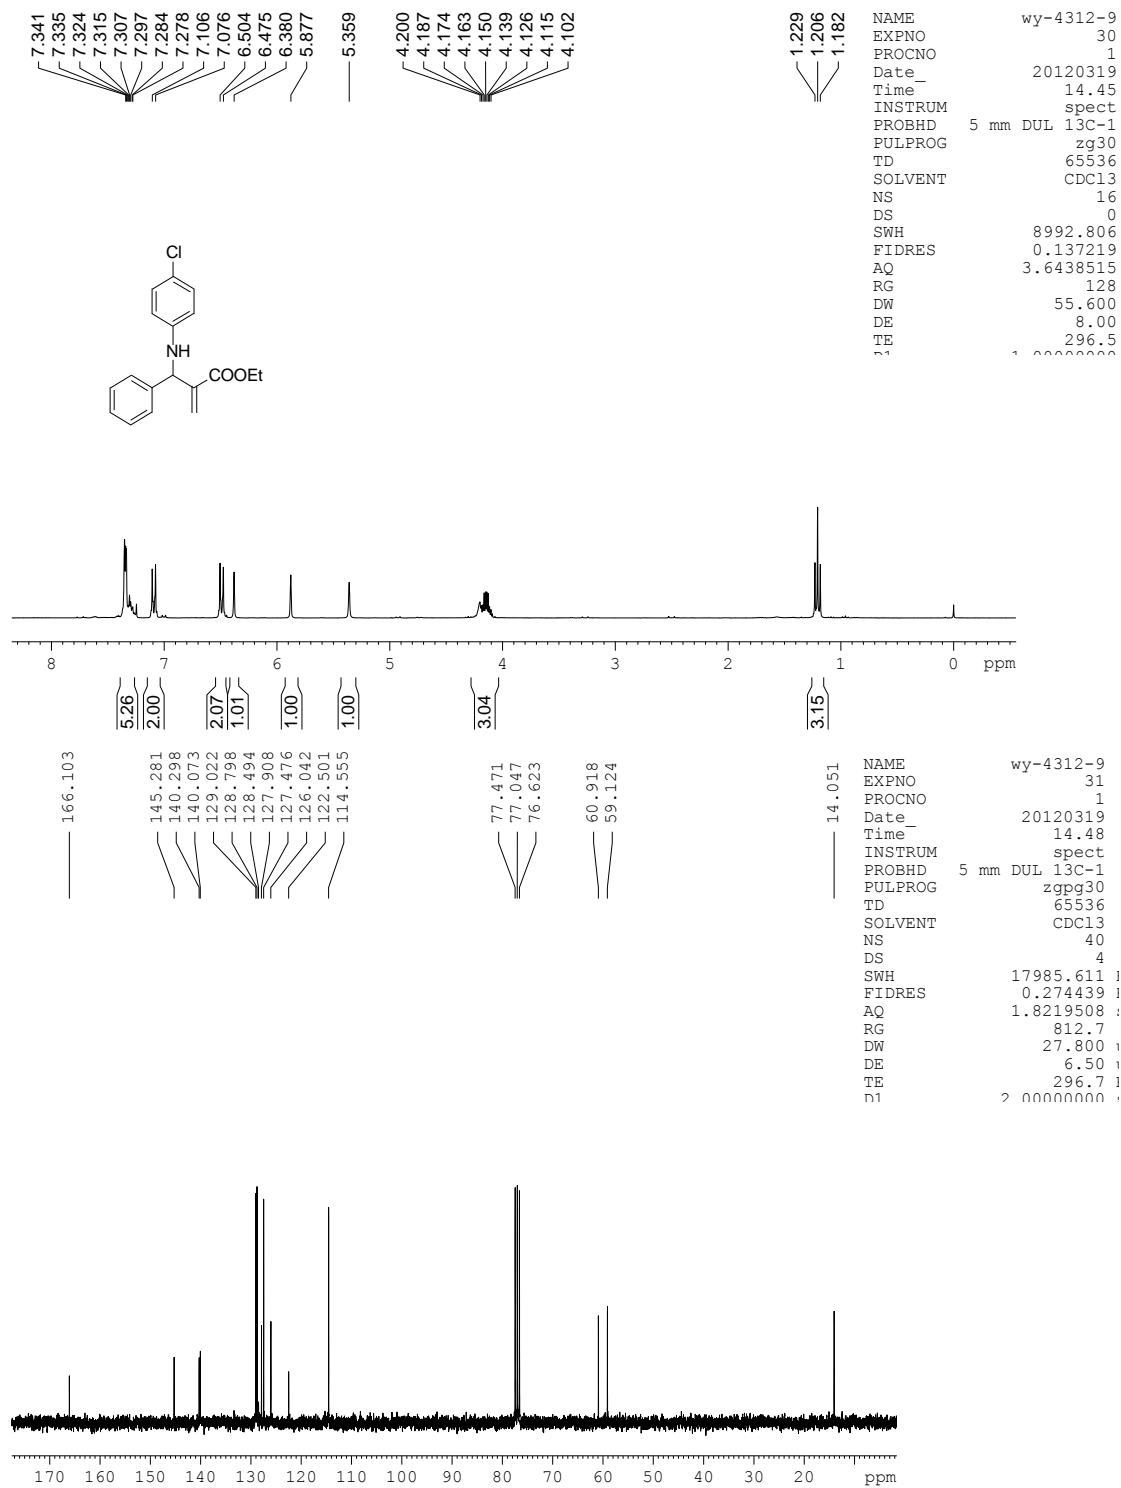 7.341
7.335
7.324
7.315
7.307
7.297
7.284
7.278
7.106
7.076
6.504
6.475
6.380
5.877
5.359
4.200
4.187
4.174
4.163
4.150
4.139
4.126
4.115
4.102
1.229
1.206
1.182
NAME wy-4312-9
EXPNO 30
PROCNO 1
Date_ 20120319
Time 14.45
INSTRUM spect
PROBHD 5 mm DUL 13C-1
PULPROG zg30
TD 65536
SOLVENT CDCl3
NS 16
DS 0
SWH 8992.806
FIDRES 0.137219
AQ 3.6438515
RG 128
DW 55.600
DE 8.00
TE 296.5
D1 1.00000000
Cl
NH
COOEt
8 7 6 5 4 3 2 1 0 ppm
5.26
2.00
2.07
1.01
1.00
1.00
3.04
3.15
166.103
145.281
140.298
140.073
129.022
128.798
128.494
127.908
127.476
126.042
122.501
114.555
77.471
77.047
76.623
60.918
59.124
14.051
NAME wy-4312-9
EXPNO 31
PROCNO 1
Date_ 20120319
Time 14.48
INSTRUM spect
PROBHD 5 mm DUL 13C-1
PULPROG zgpg30
TD 65536
SOLVENT CDCl3
NS 40
DS 4
SWH 17985.611
FIDRES 0.274439
AQ 1.8219508
RG 812.7
DW 27.800
DE 6.50
TE 296.7
D1 2.00000000
170 160 150 140 130 120 110 100 90 80 70 60 50 40 30 20 ppm